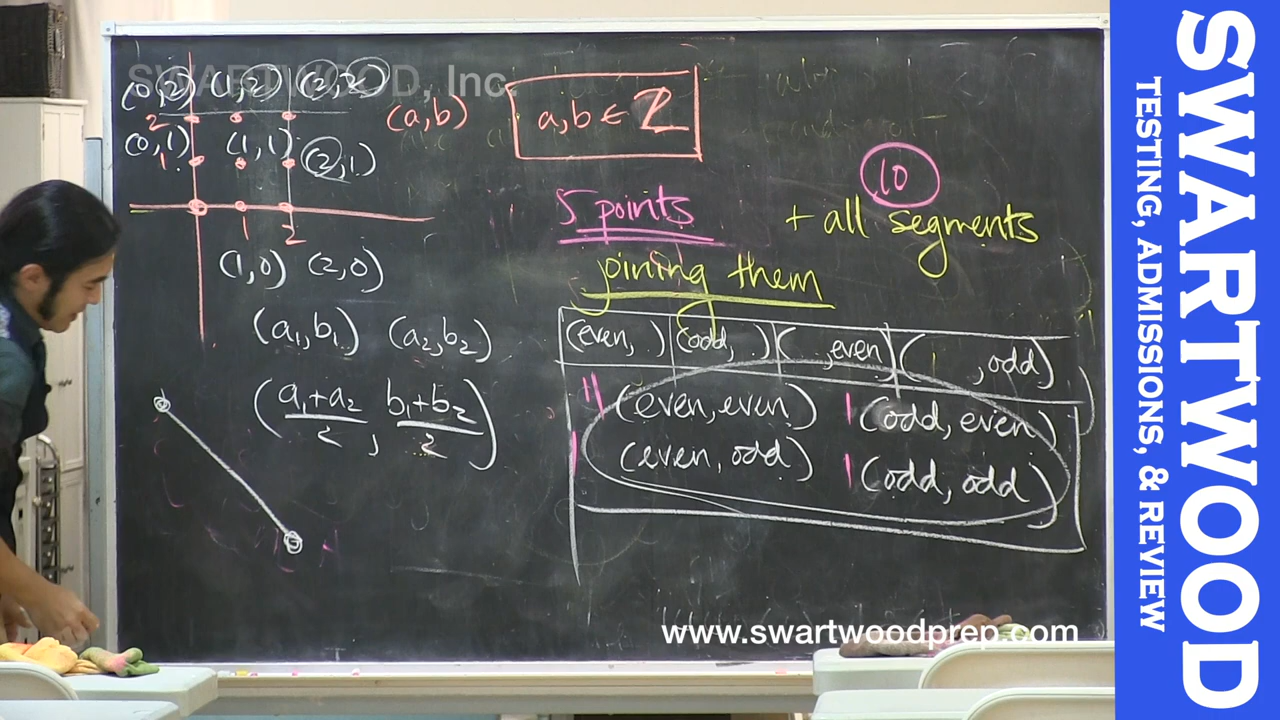 SWARTWOOD, Inc.
(0,2) (1,2) (2,2)
2
(a,b)
a,b ∈ Z
(0,1) (1,1) (2,1)
1
1 2
(1,0) (2,0)
10
5 points
+ all segments
joining them
(a₁,b₁) (a₂,b₂)
(a₁+a₂/2, b₁+b₂/2)
(even, ) (odd, ) ( ,even) ( ,odd)
(even,even) (odd,even)
(even,odd) (odd,odd)
www.swartwoodprep.com
SWARTWOOD
TESTING, ADMISSIONS, & REVIEW